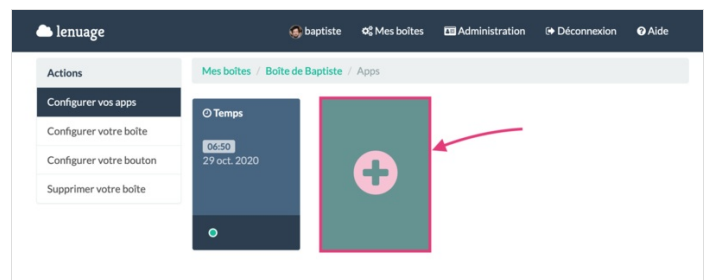 lenuage
baptiste Mes boîtes Administration Déconnexion Aide
Actions
Configurer vos apps
Configurer votre boîte
Configurer votre bouton
Supprimer votre boîte
Mes boîtes / Boîte de Baptiste / Apps
Temps
06:50
29 oct. 2020